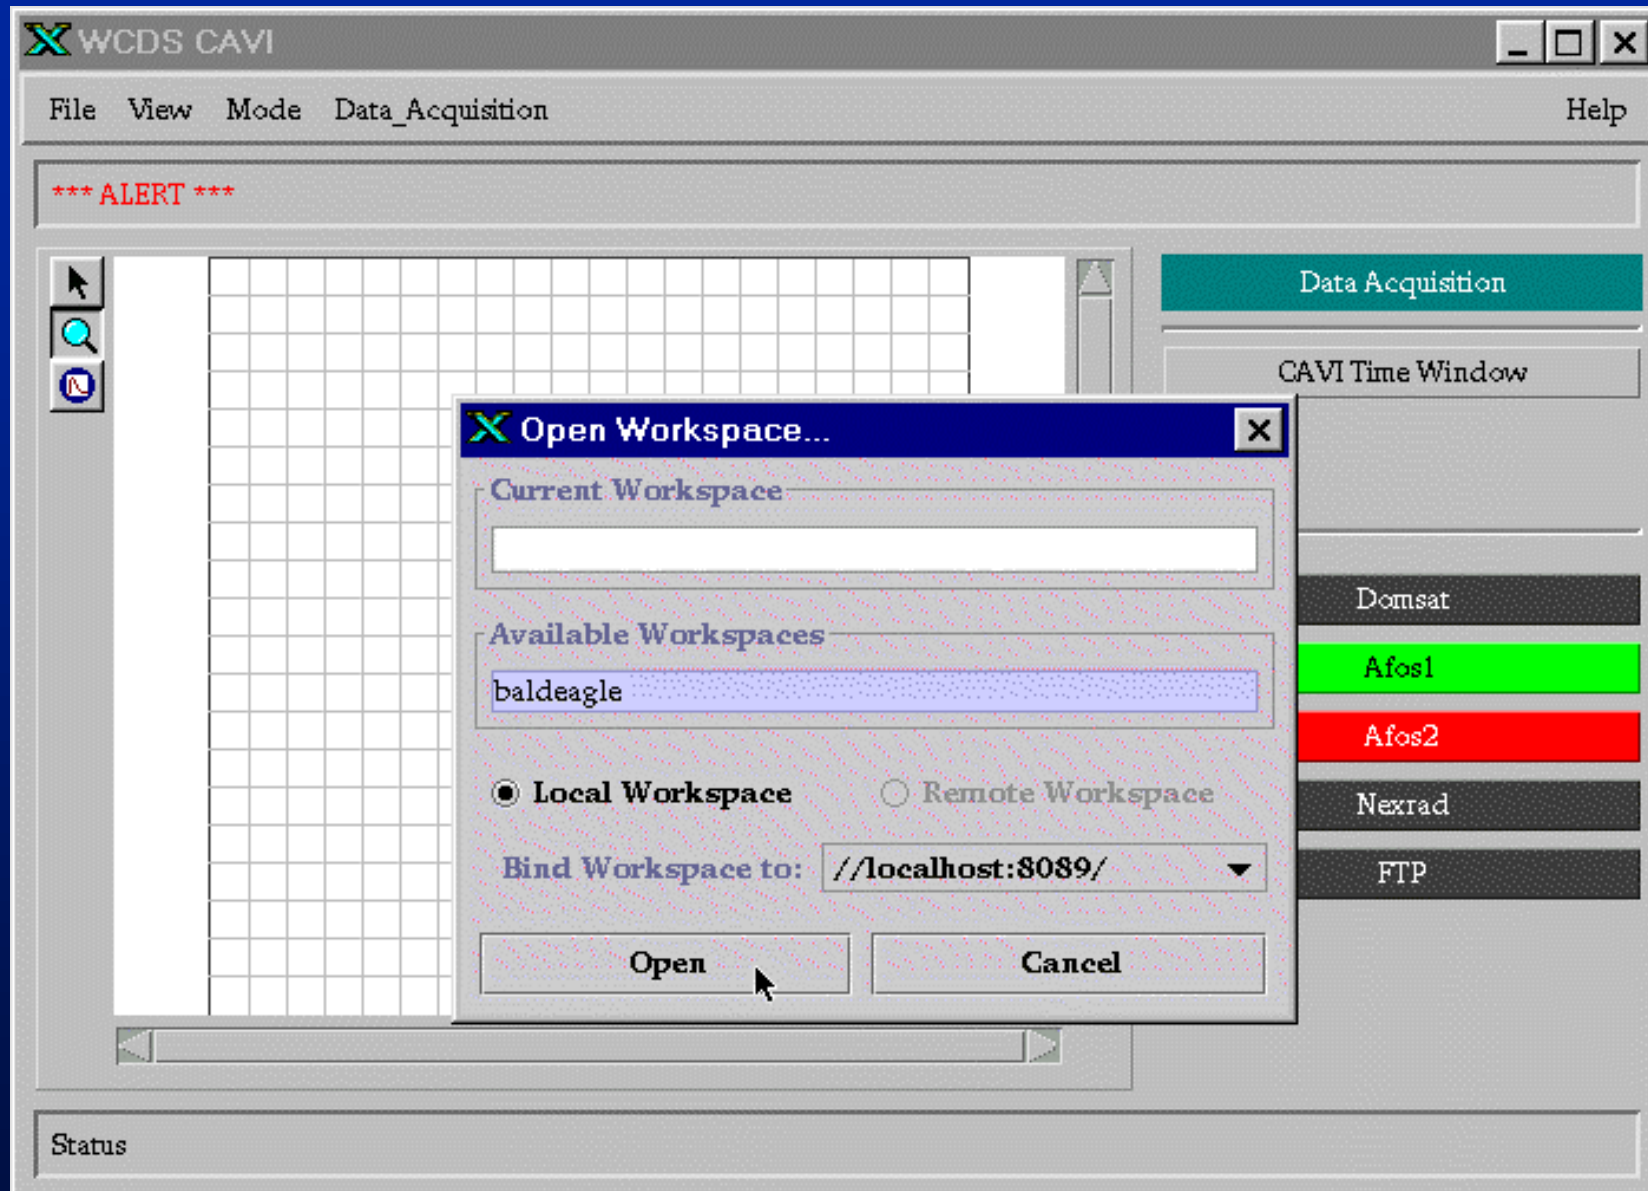 WCDS CAVI
File View Mode Data_Acquisition Help
*** ALERT ***
Data Acquisition
CAVI Time Window
Open Workspace...
Current Workspace
Available Workspaces
baldeagle
Local Workspace Remote Workspace
Bind Workspace to: //localhost:8089/
Open Cancel
Domsat
Afos1
Afos2
Nexrad
FTP
Status